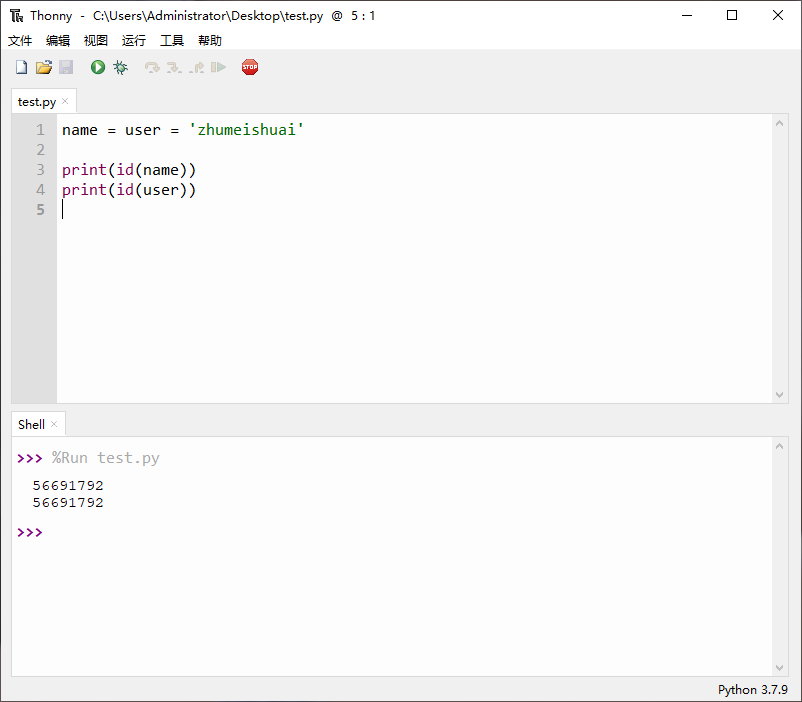 Thonny - C:\Users\Administrator\Desktop\test.py @ 5 : 1
文件 编辑 视图 运行 工具 帮助
STOP
test.py ×
1 name = user = 'zhumeishuai'
2
3 print(id(name))
4 print(id(user))
5
Shell ×
>>> %Run test.py
56691792
56691792
>>>
Python 3.7.9